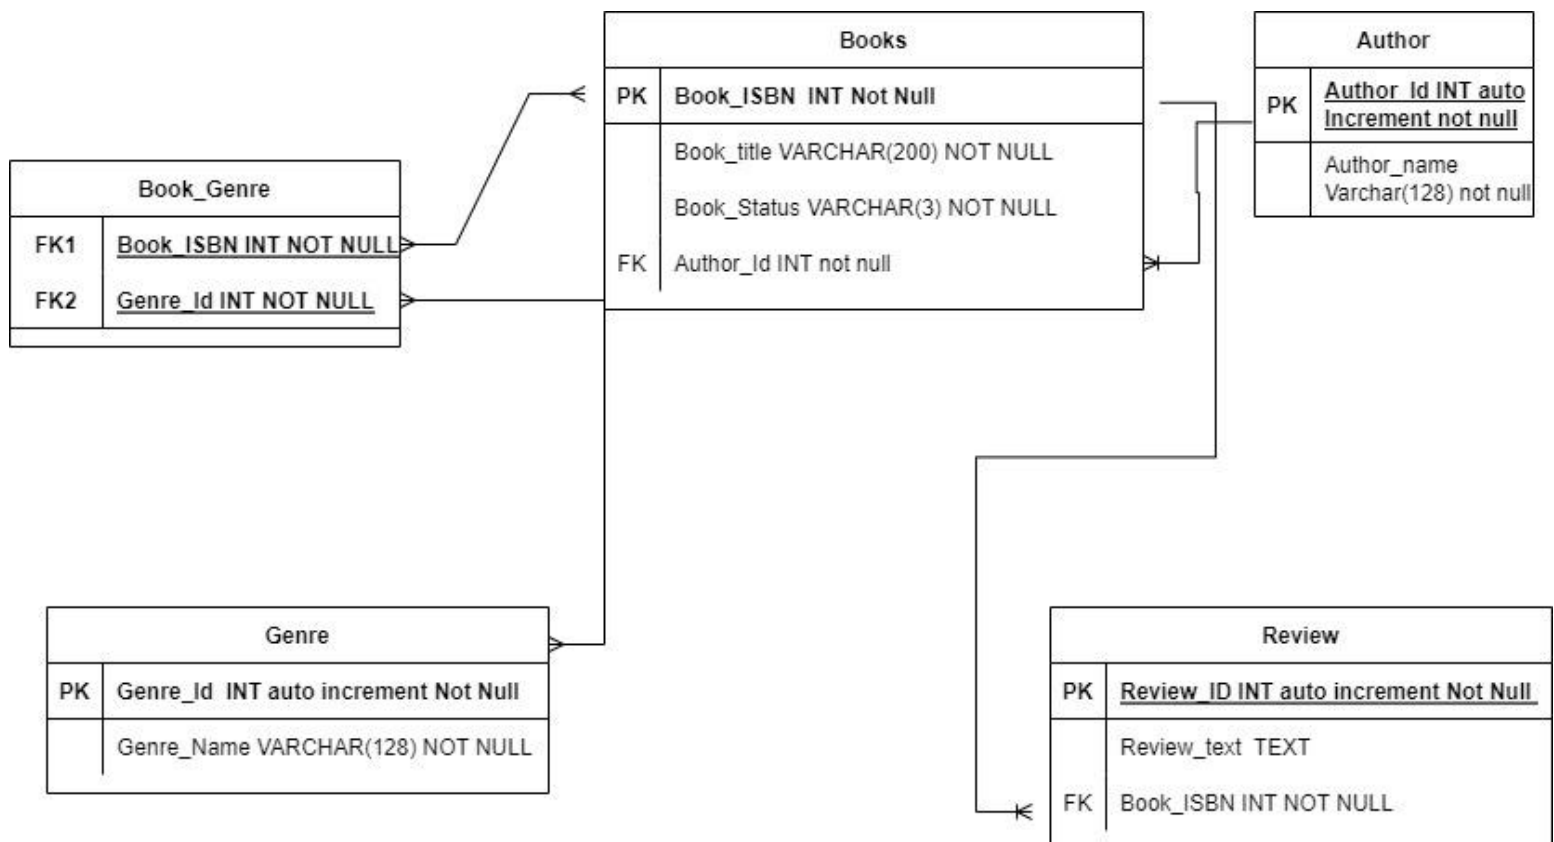 Books
PK Book_ISBN  INT Not Null
Book_title VARCHAR(200) NOT NULL
Book_Status VARCHAR(3) NOT NULL
FK Author_Id INT not null
Author
PK Author_Id INT auto
Increment not null
Author_name
Varchar(128) not null
Book_Genre
FK1 Book_ISBN INT NOT NULL
FK2 Genre_Id INT NOT NULL
Genre
PK Genre_Id  INT auto increment Not Null
Genre_Name VARCHAR(128) NOT NULL
Review
PK Review_ID INT auto increment Not Null
Review_text  TEXT
FK Book_ISBN INT NOT NULL